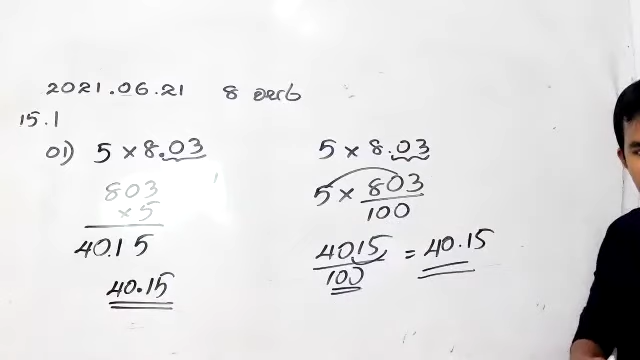 2021.06.21 8
15.1
01) 5 × 8.03
803
× 5
40.15
40.15
5 × 8.03
5 × 803
100
4015 = 40.15
100